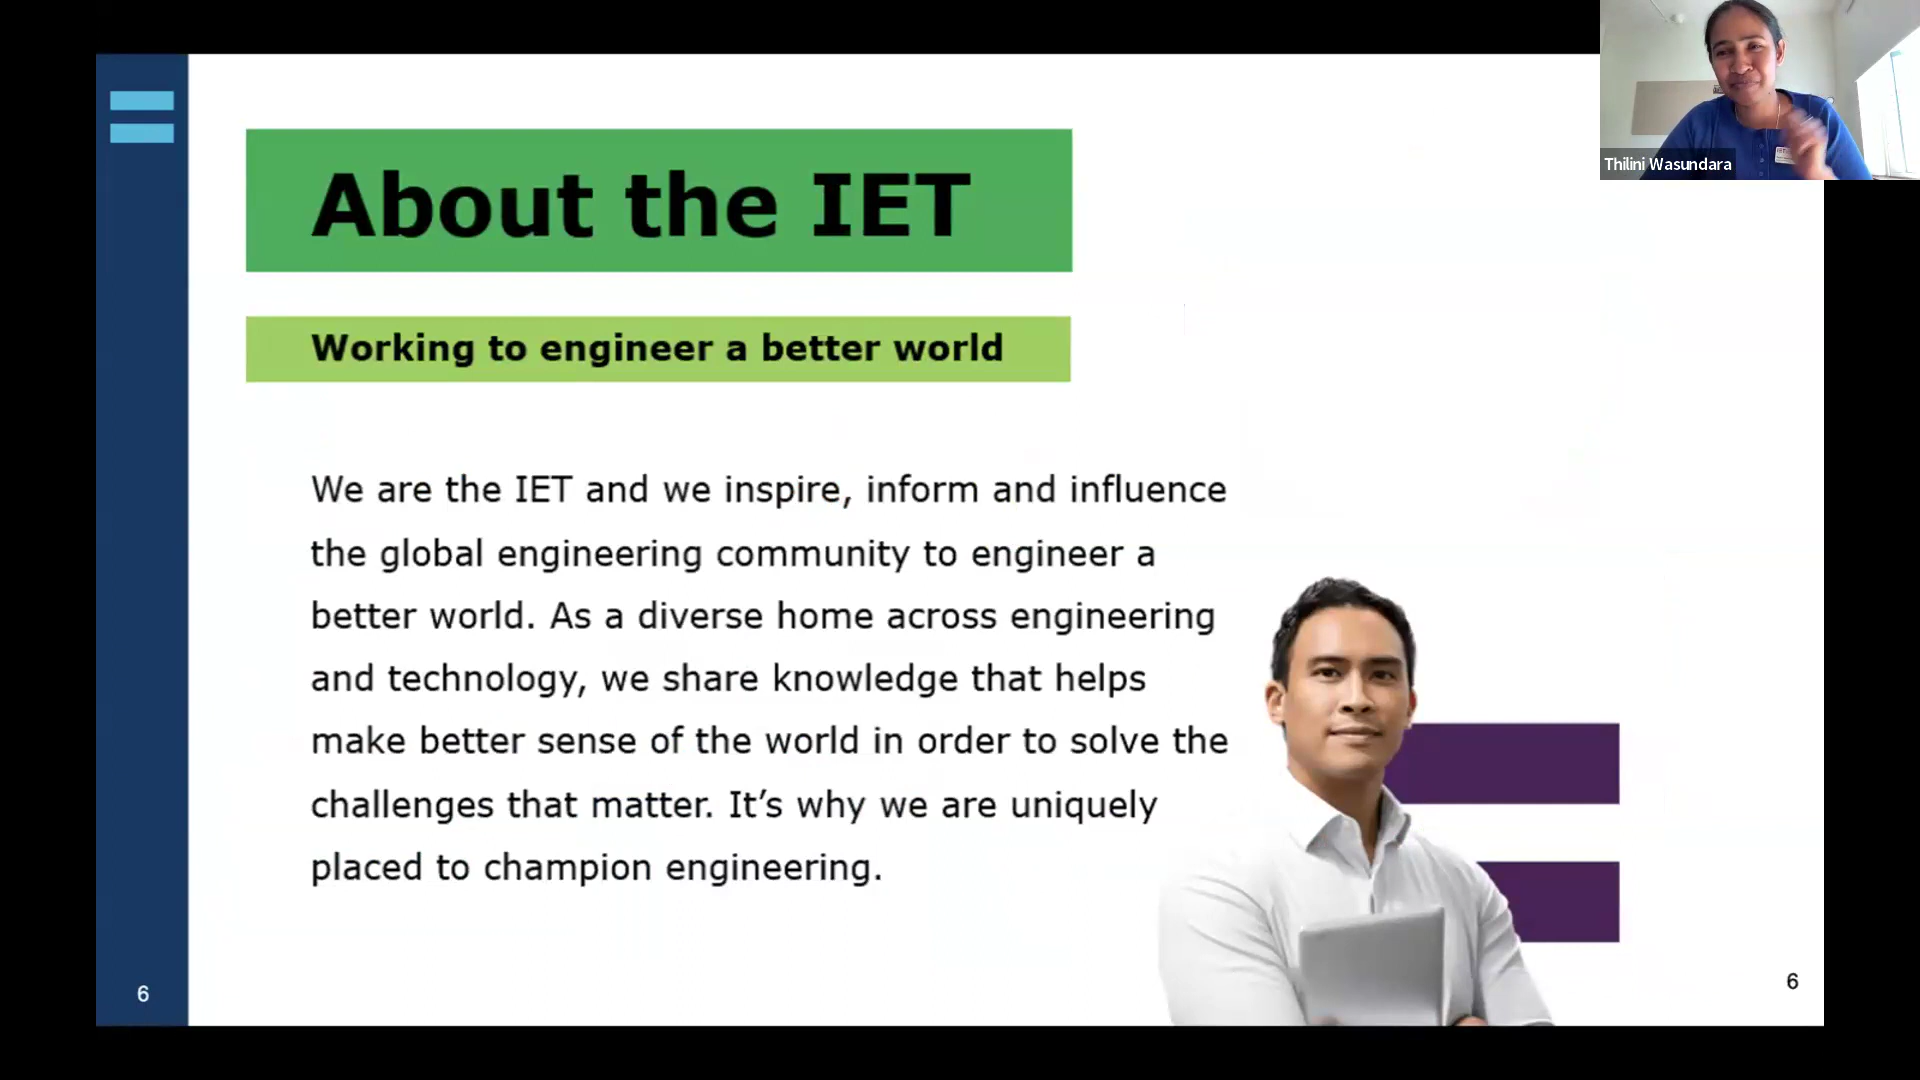 Thilini Wasundara
About the IET
Working to engineer a better world
We are the IET and we inspire, inform and influence
the global engineering community to engineer a
better world. As a diverse home across engineering
and technology, we share knowledge that helps
make better sense of the world in order to solve the
challenges that matter. It’s why we are uniquely
placed to champion engineering.
6
6